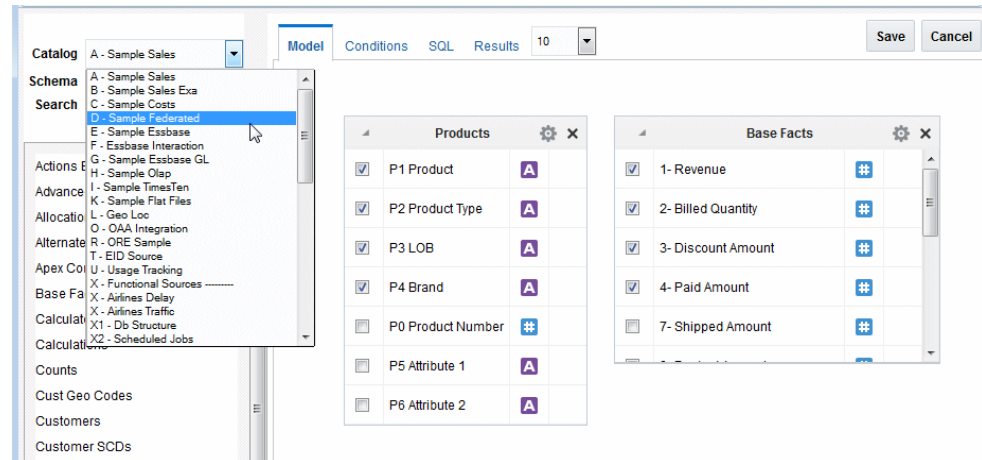 Catalog A - Sample Sales
Schema
Search
A - Sample Sales
B - Sample Sales Exa
C - Sample Costs
D - Sample Federated
E - Sample Essbase
F - Essbase Interaction
G - Sample Essbase GL
H - Sample Olap
I - Sample TimesTen
K - Sample Flat Files
L - Geo Loc
O - OAA Integration
R - ORE Sample
T - EID Source
U - Usage Tracking
X - Functional Sources ---------
X - Airlines Delay
X - Airlines Traffic
X1 - Db Structure
X2 - Scheduled Jobs
Actions
Advance
Allocatio
Alternate
Apex Co
Base Fa
Calculat
Calculations
Counts
Cust Geo Codes
Customers
Customer SCDs
Model Conditions SQL Results 10
Save Cancel
Products
P1 Product A
P2 Product Type A
P3 LOB A
P4 Brand A
P0 Product Number #
P5 Attribute 1 A
P6 Attribute 2 A
Base Facts
1- Revenue #
2- Billed Quantity #
3- Discount Amount #
4- Paid Amount #
7- Shipped Amount #